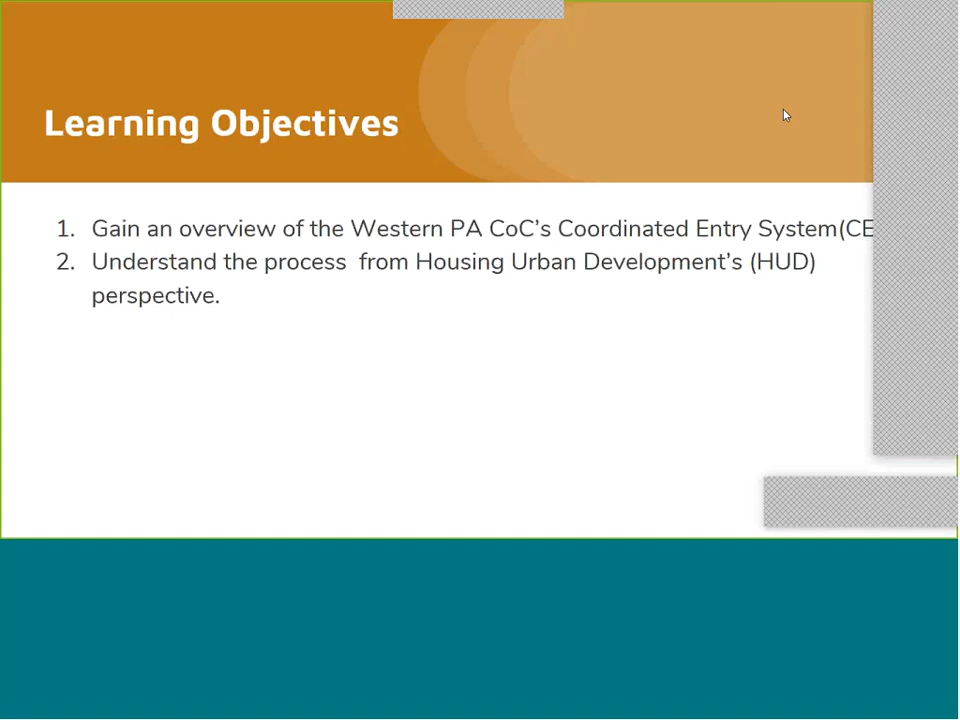 Learning Objectives
1. Gain an overview of the Western PA CoC's Coordinated Entry System(CE
2. Understand the process  from Housing Urban Development's (HUD)
perspective.